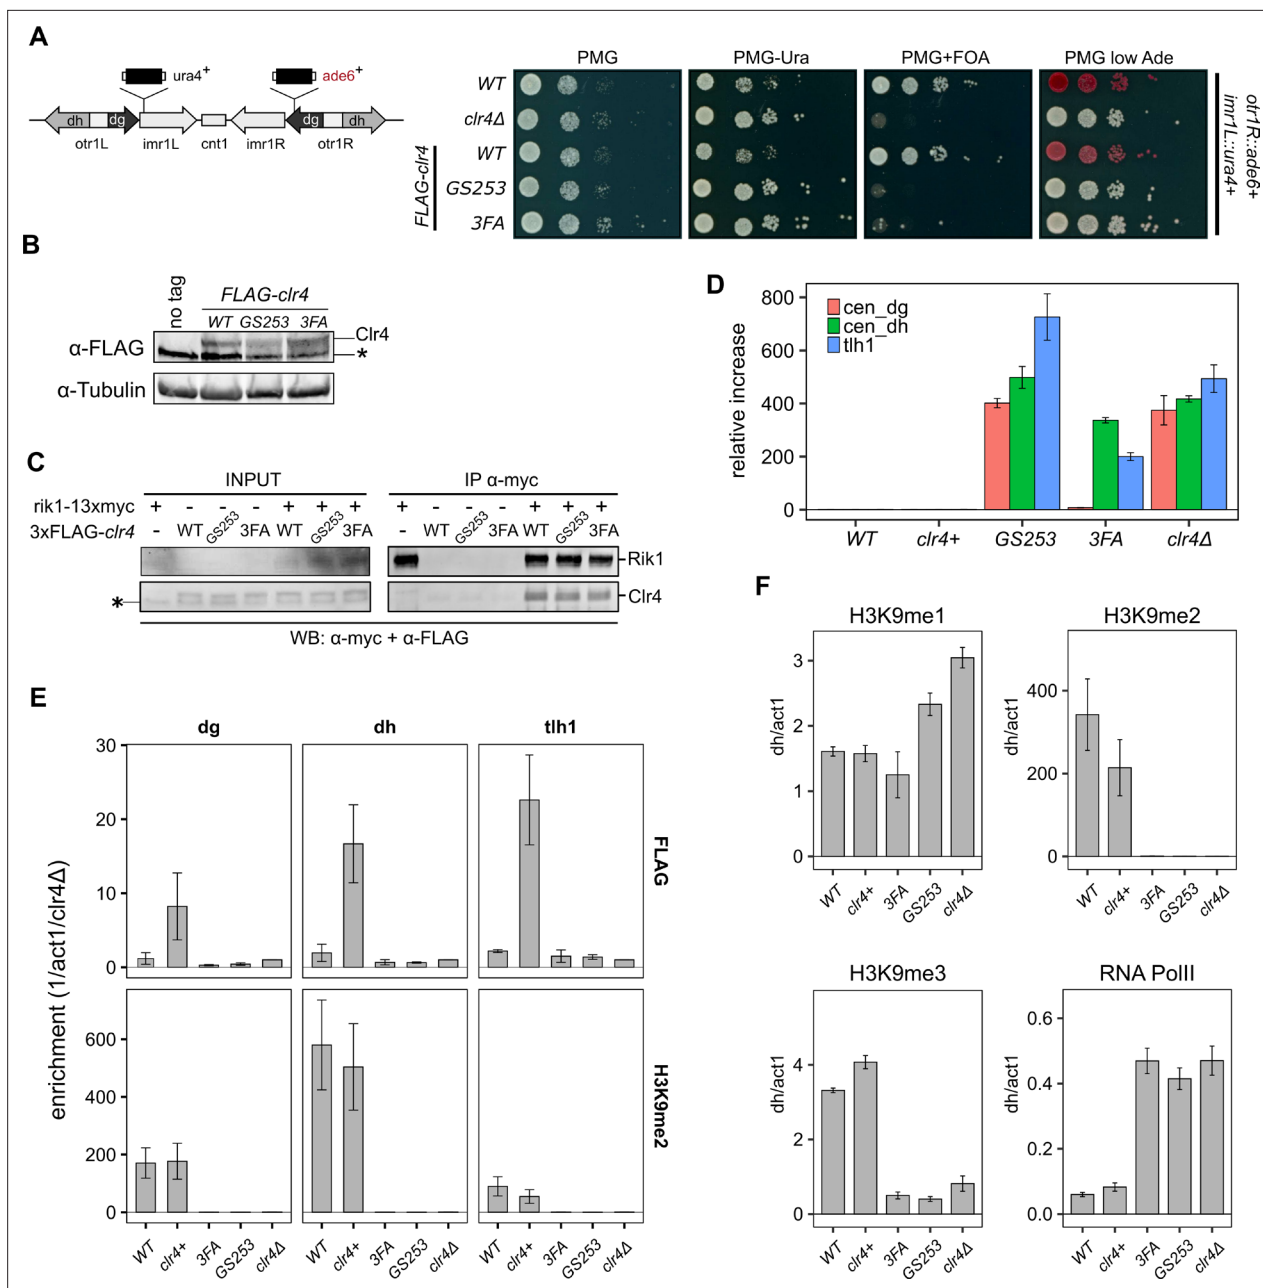 A
ura4+
ade6+
dh
dg
dg
dh
otr1L
imr1L
cnt1
imr1R
otr1R
PMG
PMG-Ura
PMG+FOA
PMG low Ade
WT
clr4Δ
WT
GS253
3FA
FLAG-clr4
otr1R::ade6+
imr1L::ura4+
B
no tag
FLAG-clr4
WT GS253 3FA
α-FLAG
Clr4
*
α-Tubulin
C
INPUT
IP α-myc
rik1-13xmyc + - - - + + + + - - - + + +
3xFLAG-clr4 - WT GS253 3FA WT GS253 3FA - WT GS253 3FA WT GS253 3FA
Rik1
* Clr4
WB: α-myc + α-FLAG
D
relative increase
800
600
400
200
0
cen_dg
cen_dh
tlh1
WT clr4+ GS253 3FA clr4Δ
E
enrichment (1/act1/clr4Δ)
dg dh tlh1
30
20
10
0
FLAG
600
400
200
0
H3K9me2
WT clr4+ 3FA GS253 clr4Δ WT clr4+ 3FA GS253 clr4Δ WT clr4+ 3FA GS253 clr4Δ
F
H3K9me1
dh/act1
3
2
1
0
WT clr4+ 3FA GS253 clr4Δ
H3K9me2
dh/act1
400
200
0
WT clr4+ 3FA GS253 clr4Δ
H3K9me3
dh/act1
4
2
0
WT clr4+ 3FA GS253 clr4Δ
RNA PolII
dh/act1
0.6
0.4
0.2
0.0
WT clr4+ 3FA GS253 clr4Δ